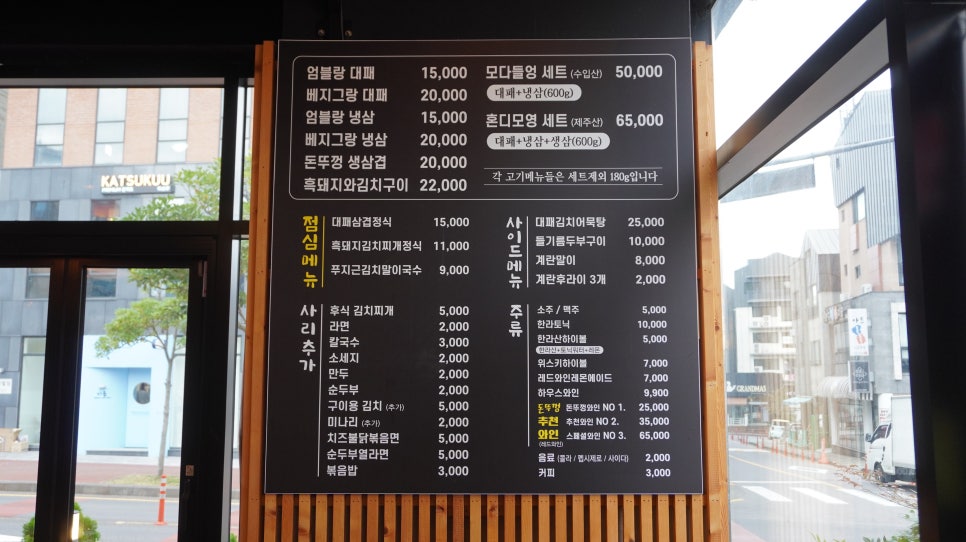 엄블랑 대패 15,000
베지그랑 대패 20,000
엄블랑 냉삼 15,000
베지그랑 냉삼 20,000
돈뚜껑 생삼겹 20,000
흑돼지와김치구이 22,000
모다들엉 세트 (수입산) 50,000
대패+냉삼(600g)
혼디모영 세트 (제주산) 65,000
대패+냉삼+생삼(600g)
각 고기메뉴들은 세트제외 180g입니다
점심메뉴
대패삼겹정식 15,000
흑돼지김치찌개정식 11,000
푸지근김치말이국수 9,000
사이드메뉴
대패김치어묵탕 25,000
들기름두부구이 10,000
계란말이 8,000
계란후라이 3개 2,000
사리추가
후식 김치찌개 5,000
라면 2,000
칼국수 3,000
소세지 2,000
만두 2,000
순두부 2,000
구이용 김치 (추가) 5,000
미나리 (추가) 2,000
치즈불닭볶음면 5,000
순두부열라면 5,000
볶음밥 3,000
주류
소주 / 맥주 5,000
한라토닉 10,000
한라산하이볼 5,000
한라산+토닉워터+레몬
위스키하이볼 7,000
레드와인레몬에이드 7,000
하우스와인 9,900
돈뚜껑 추천 와인 (레드와인)
돈뚜껑와인 NO 1. 25,000
추천와인 NO 2. 35,000
스페셜와인 NO 3. 65,000
음료 (콜라 / 펩시제로 / 사이다) 2,000
커피 3,000
KATSUKUU
GRANDMAS